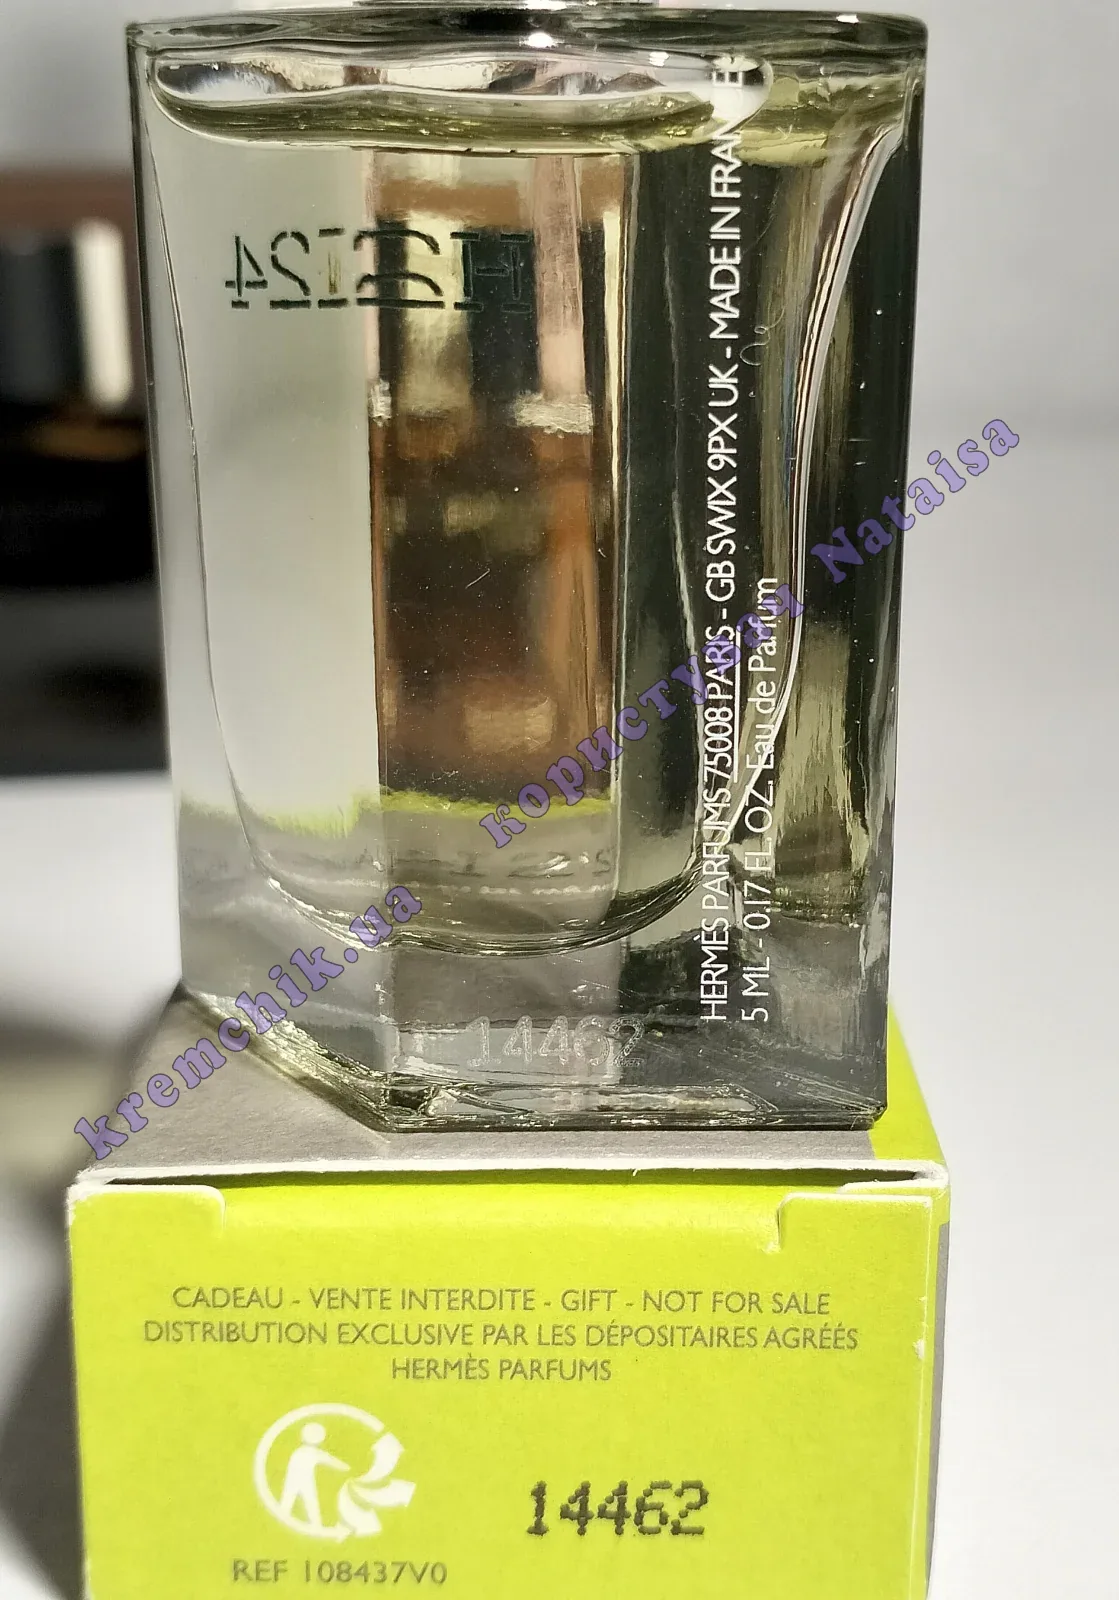 H24
HERMÈS PARFUMS 75008 PARIS - GB SW1X 9PX UK - MADE IN FRANCE
5 ML - 0.17 FL.OZ. Eau de Parfum
14462
kremchik.ua користувач Nataisa
CADEAU - VENTE INTERDITE - GIFT - NOT FOR SALE
DISTRIBUTION EXCLUSIVE PAR LES DÉPOSITAIRES AGRÉÉS
HERMÈS PARFUMS
14462
REF 108437V0